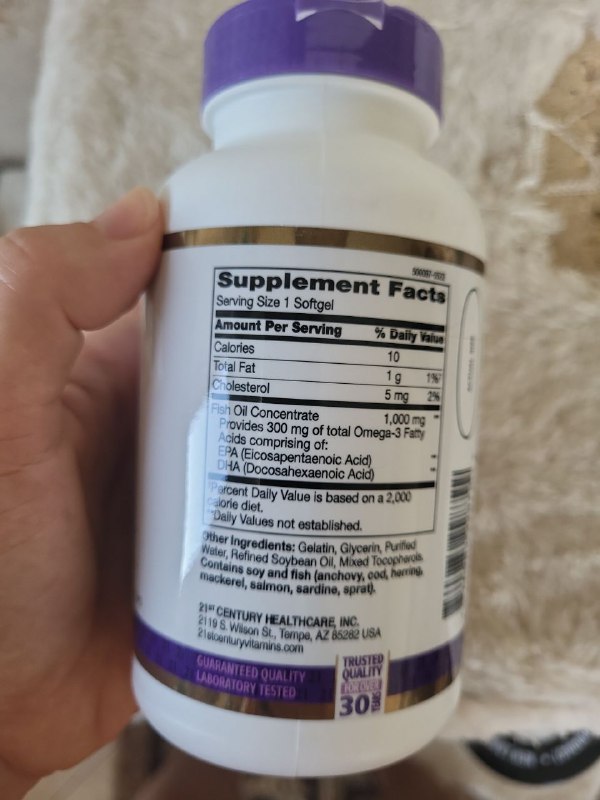 Supplement Facts
Serving Size 1 Softgel
Amount Per Serving % Daily Value
Calories 10
Total Fat 1 g 1%†
Cholesterol 5 mg 2%
Fish Oil Concentrate 1,000 mg **
Provides 300 mg of total Omega-3 Fatty
Acids comprising of:
EPA (Eicosapentaenoic Acid) **
DHA (Docosahexaenoic Acid) **
Percent Daily Value is based on a 2,000
calorie diet.
Daily Values not established.
Other Ingredients: Gelatin, Glycerin, Purified
Water, Refined Soybean Oil, Mixed Tocopherols.
Contains soy and fish (anchovy, cod, herring,
mackerel, salmon, sardine, sprat).
21ST CENTURY HEALTHCARE, INC.
2119 S. Wilson St., Tempe, AZ 85282 USA
21stcenturyvitamins.com
GUARANTEED QUALITY
LABORATORY TESTED
TRUSTED
QUALITY
FOR OVER
30 YEARS